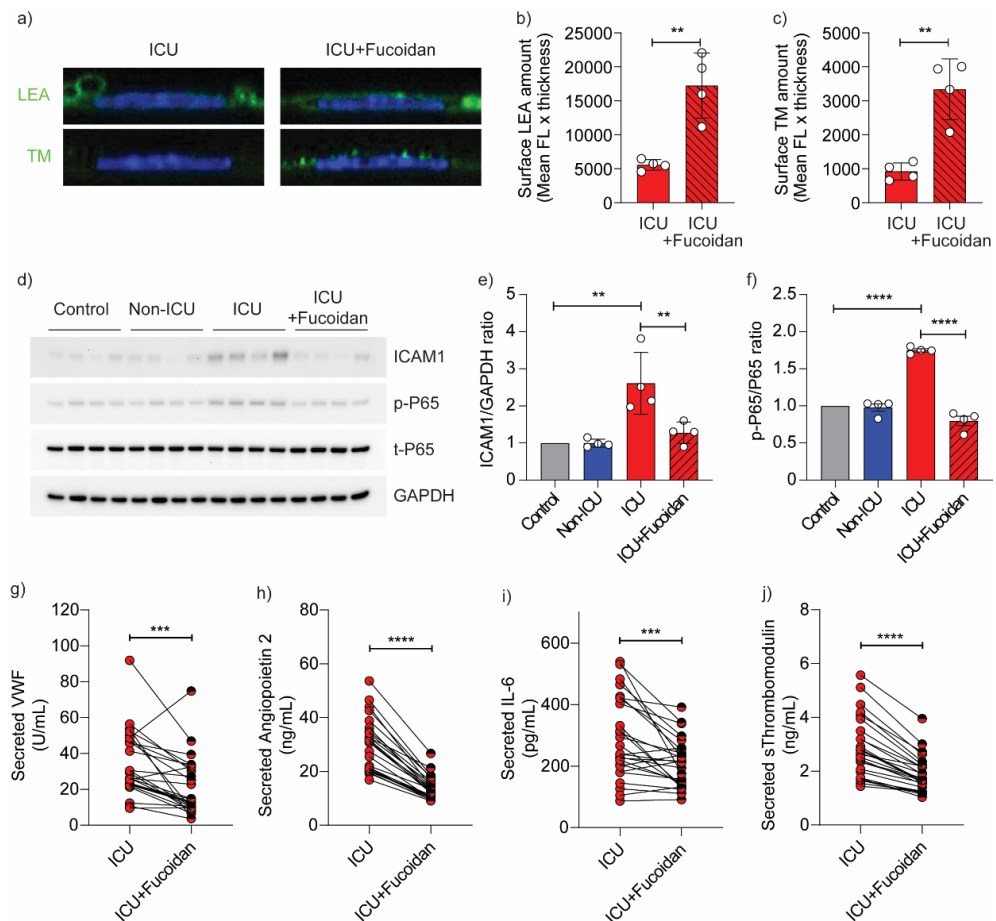 a)
ICU
ICU+Fucoidan
LEA
TM
b)
**
25000
20000
15000
10000
5000
0
Surface LEA amount
(Mean FL x thickness)
ICU
ICU
+Fucoidan
c)
**
5000
4000
3000
2000
1000
0
Surface TM amount
(Mean FL x thickness)
ICU
ICU
+Fucoidan
d)
Control
Non-ICU
ICU
ICU
+Fucoidan
ICAM1
p-P65
t-P65
GAPDH
e)
**
**
5
4
3
2
1
0
ICAM1/GAPDH ratio
Control
Non-ICU
ICU
ICU+Fucoidan
f)
****
****
2.5
2.0
1.5
1.0
0.5
0
p-P65/P65 ratio
Control
Non-ICU
ICU
ICU+Fucoidan
g)
***
120
100
80
60
40
20
0
Secreted VWF
(U/mL)
ICU
ICU+Fucoidan
h)
****
80
60
40
20
0
Secreted Angiopoietin 2
(ng/mL)
ICU
ICU+Fucoidan
i)
***
600
400
200
0
Secreted IL-6
(pg/mL)
ICU
ICU+Fucoidan
j)
****
8
6
4
2
0
Secreted sThrombomodulin
(ng/mL)
ICU
ICU+Fucoidan